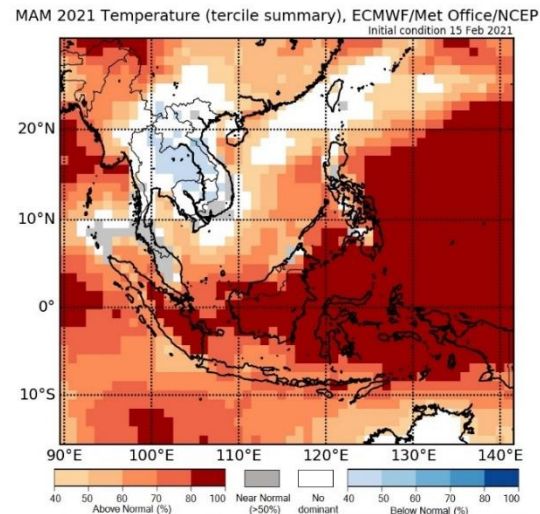 MAM 2021 Temperature (tercile summary), ECMWF/Met Office/NCEP
Initial condition 15 Feb 2021
20°N
10°N
0°
10°S
90°E 100°E 110°E 120°E 130°E 140°E
40 50 60 70 80 100
Above Normal (%)
Near Normal
(>50%)
No
dominant
40 50 60 70 80 100
Below Normal (%)